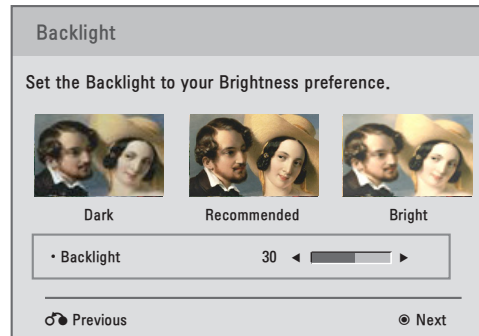 Backlight
Set the Backlight to your Brightness preference.
Dark Recommended Bright
• Backlight 30 ◄ ►
Previous ◉ Next